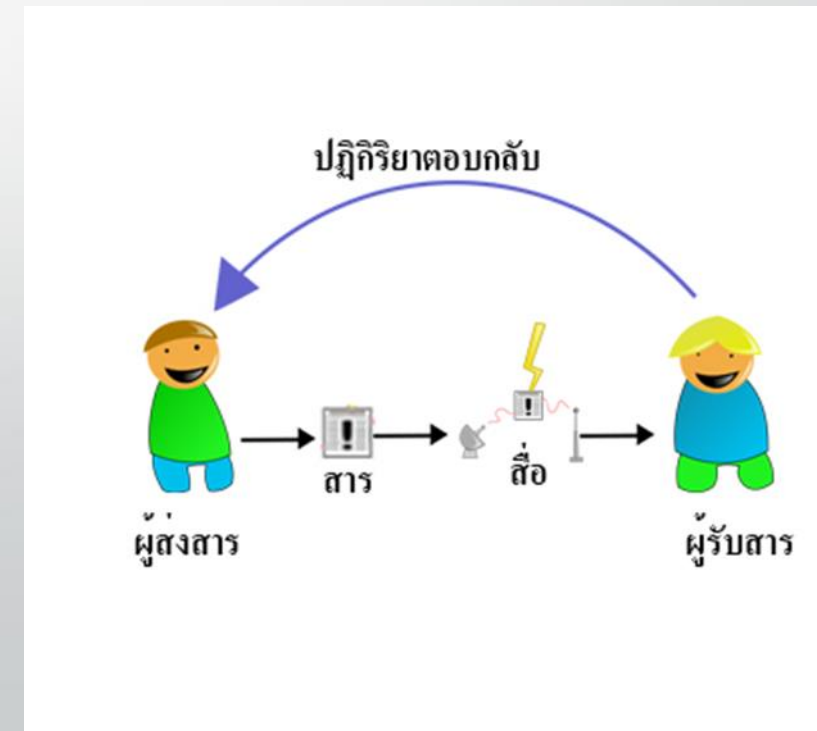 ปฏิกิริยาตอบกลับ
สาร
สื่อ
ผู้ส่งสาร
ผู้รับสาร